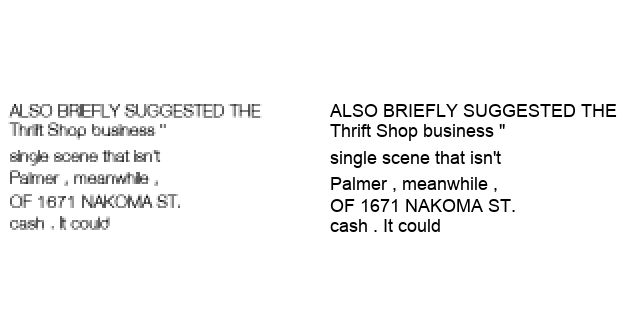 ALSO BRIEFLY SUGGESTED THE
Thrift Shop business "
single scene that isn't
Palmer , meanwhile ,
OF 1671 NAKOMA ST.
cash . It could
ALSO BRIEFLY SUGGESTED THE
Thrift Shop business "
single scene that isn't
Palmer , meanwhile ,
OF 1671 NAKOMA ST.
cash . It could